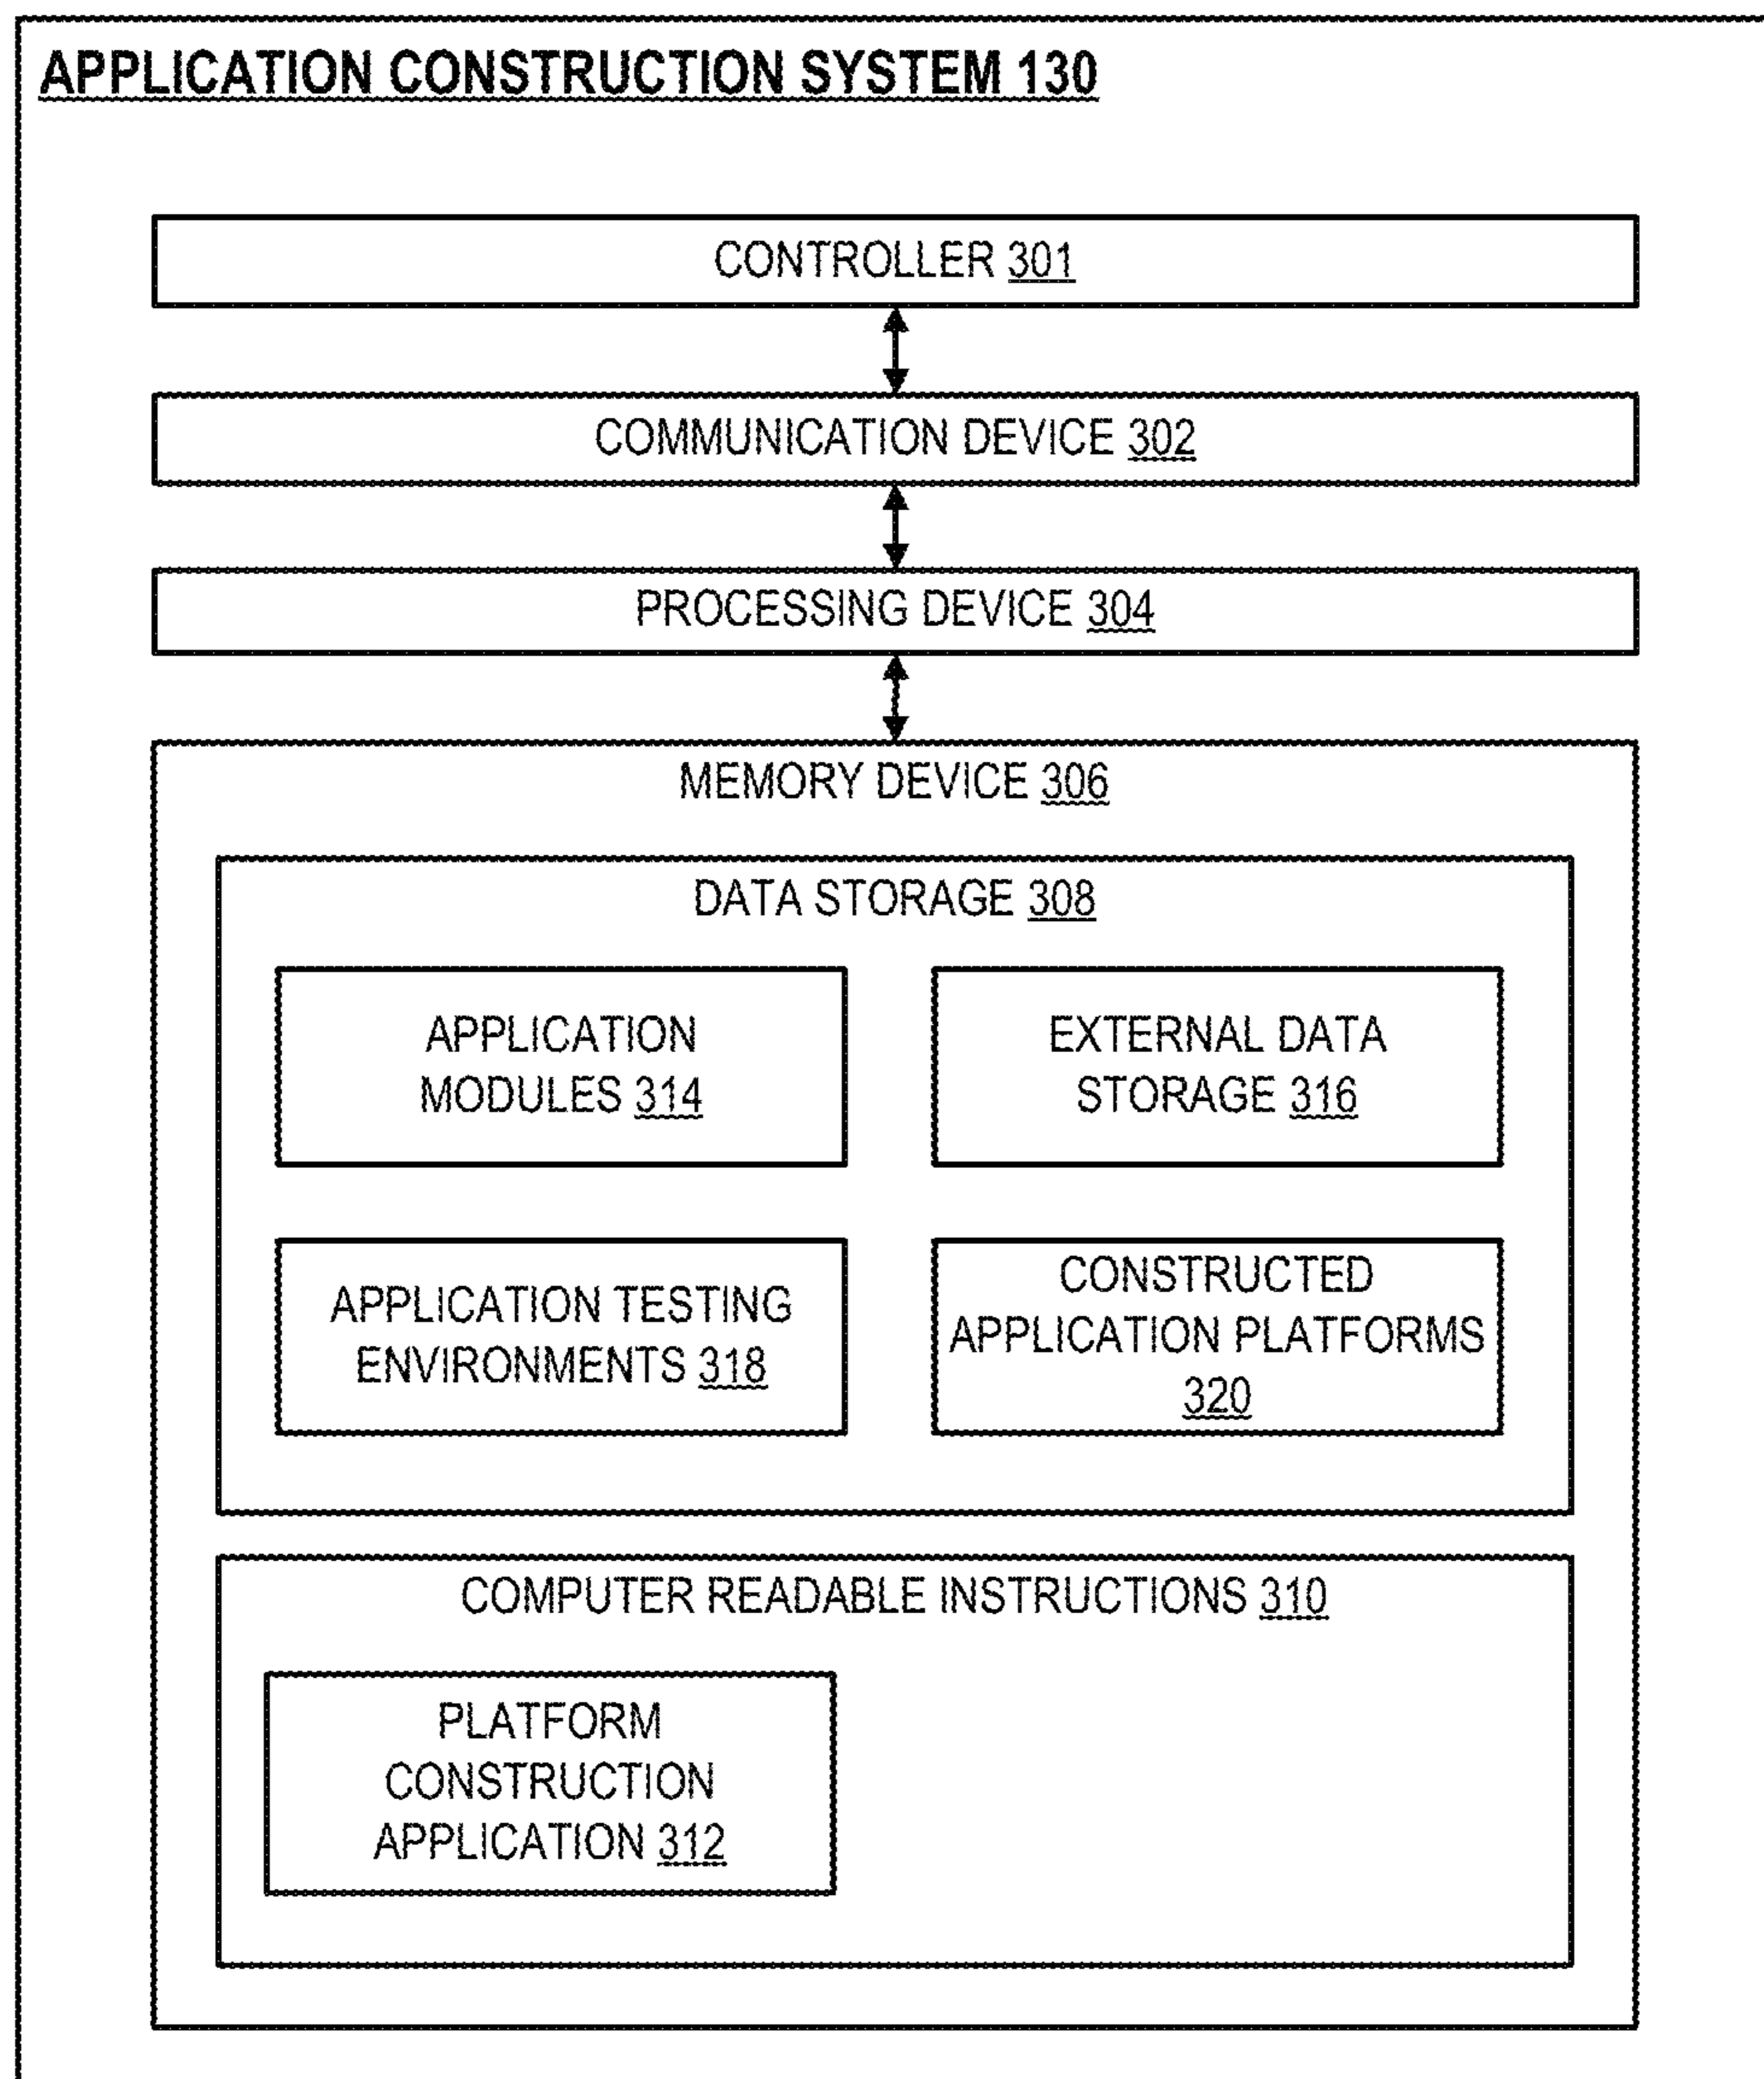 APPLICATION CONSTRUCTION SYSTEM 130
CONTROLLER 301
COMMUNICATION DEVICE 302
PROCESSING DEVICE 304
MEMORY DEVICE 306
DATA STORAGE 308
APPLICATION
MODULES 314
EXTERNAL DATA
STORAGE 316
APPLICATION TESTING
ENVIRONMENTS 318
CONSTRUCTED
APPLICATION PLATFORMS
320
COMPUTER READABLE INSTRUCTIONS 310
PLATFORM
CONSTRUCTION
APPLICATION 312